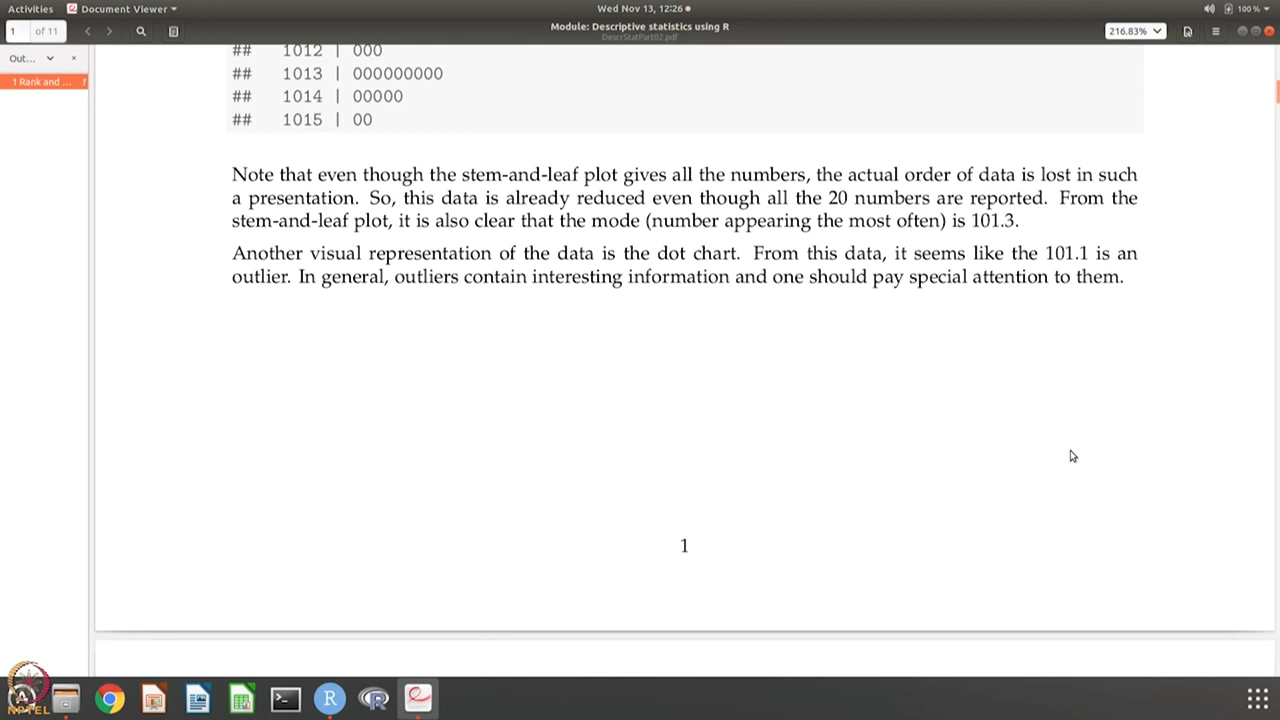 Activities Document Viewer Wed Nov 13, 12:26 100 %
1 of 11 Module: Descriptive statistics using R 216.83%
DescrStatPart02.pdf
Out...
1 Rank and ... 1
## 1012 | 000
## 1013 | 000000000
## 1014 | 00000
## 1015 | 00
Note that even though the stem-and-leaf plot gives all the numbers, the actual order of data is lost in such
a presentation. So, this data is already reduced even though all the 20 numbers are reported. From the
stem-and-leaf plot, it is also clear that the mode (number appearing the most often) is 101.3.
Another visual representation of the data is the dot chart. From this data, it seems like the 101.1 is an
outlier. In general, outliers contain interesting information and one should pay special attention to them.
1
NPTEL